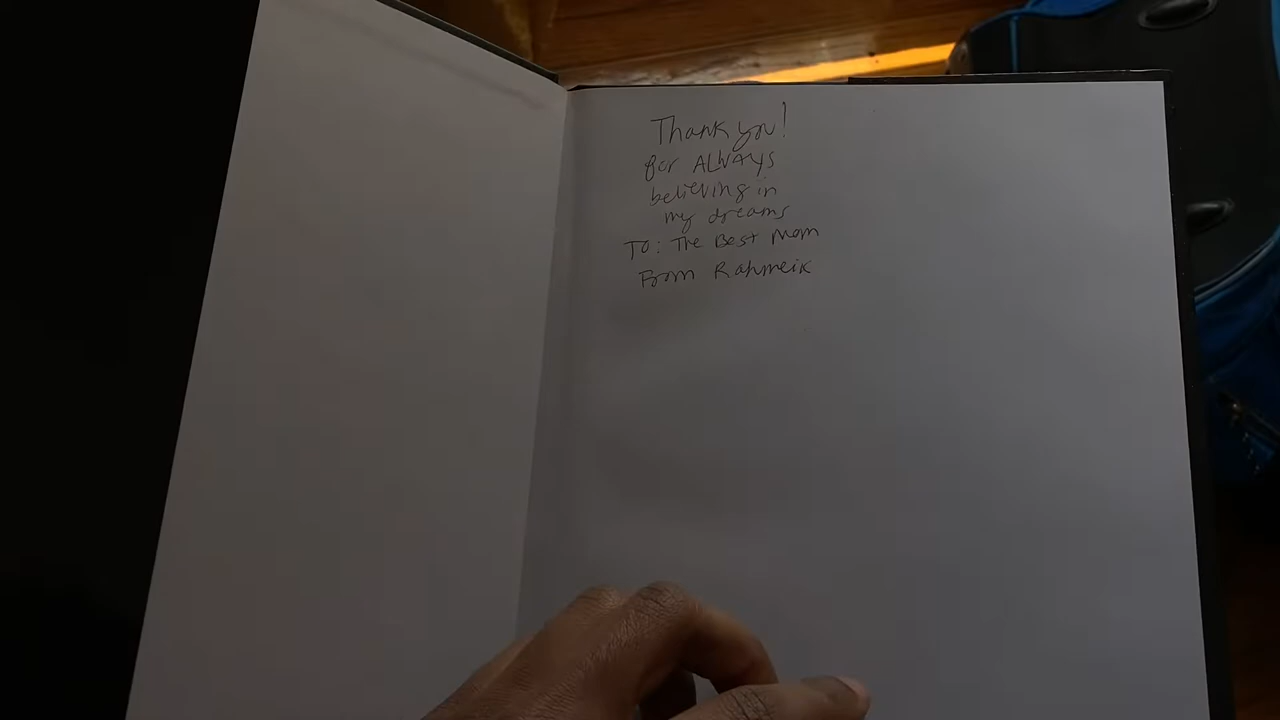 Thank you!
for ALWAYS
believing in
my dreams
TO: The Best Mom
From Rahmeik